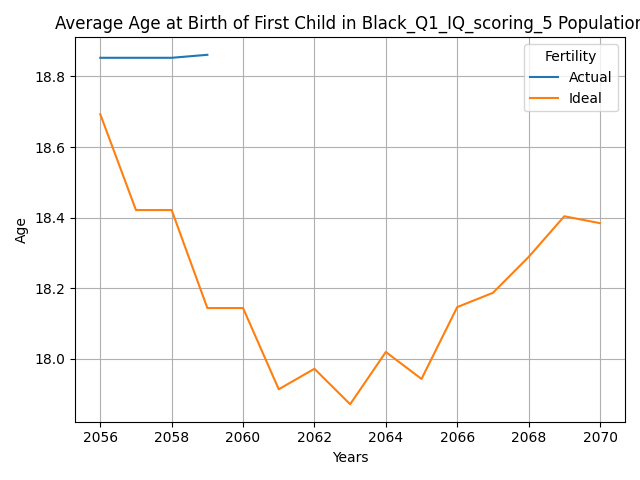 Average Age at Birth of First Child in Black_Q1_IQ_scoring_5 Population
Fertility
Actual
Ideal
18.8
18.6
18.4
18.2
18.0
Age
2056 2058 2060 2062 2064 2066 2068 2070
Years